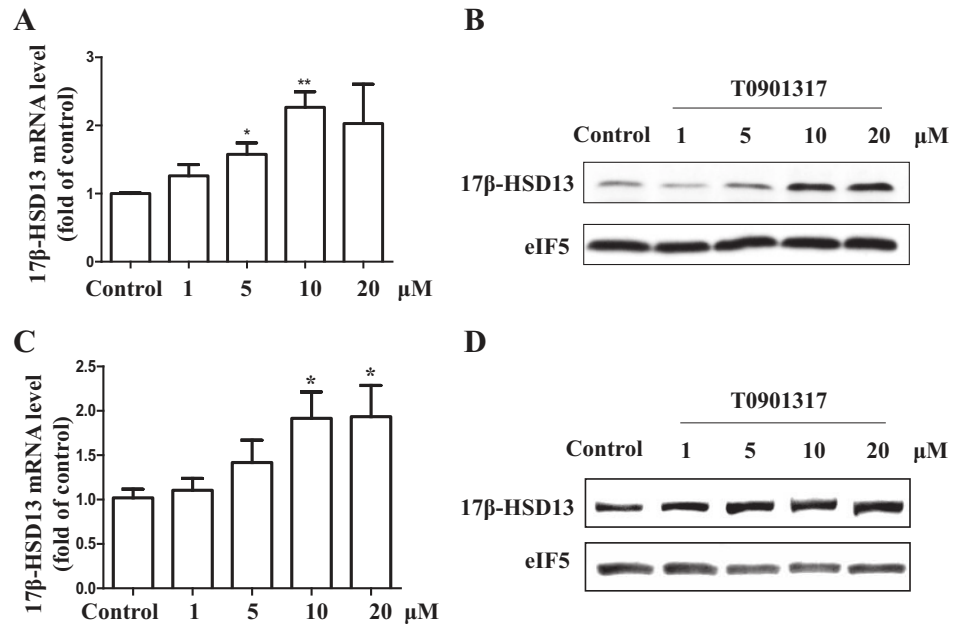 A
17β-HSD13 mRNA level
(fold of control)
3
2
1
0
*
**
Control 1 5 10 20 μM
B
T0901317
Control 1 5 10 20 μM
17β-HSD13
eIF5
C
17β-HSD13 mRNA level
(fold of control)
2.5
2.0
1.5
1.0
0.5
0.0
* *
Control 1 5 10 20 μM
D
T0901317
Control 1 5 10 20 μM
17β-HSD13
eIF5